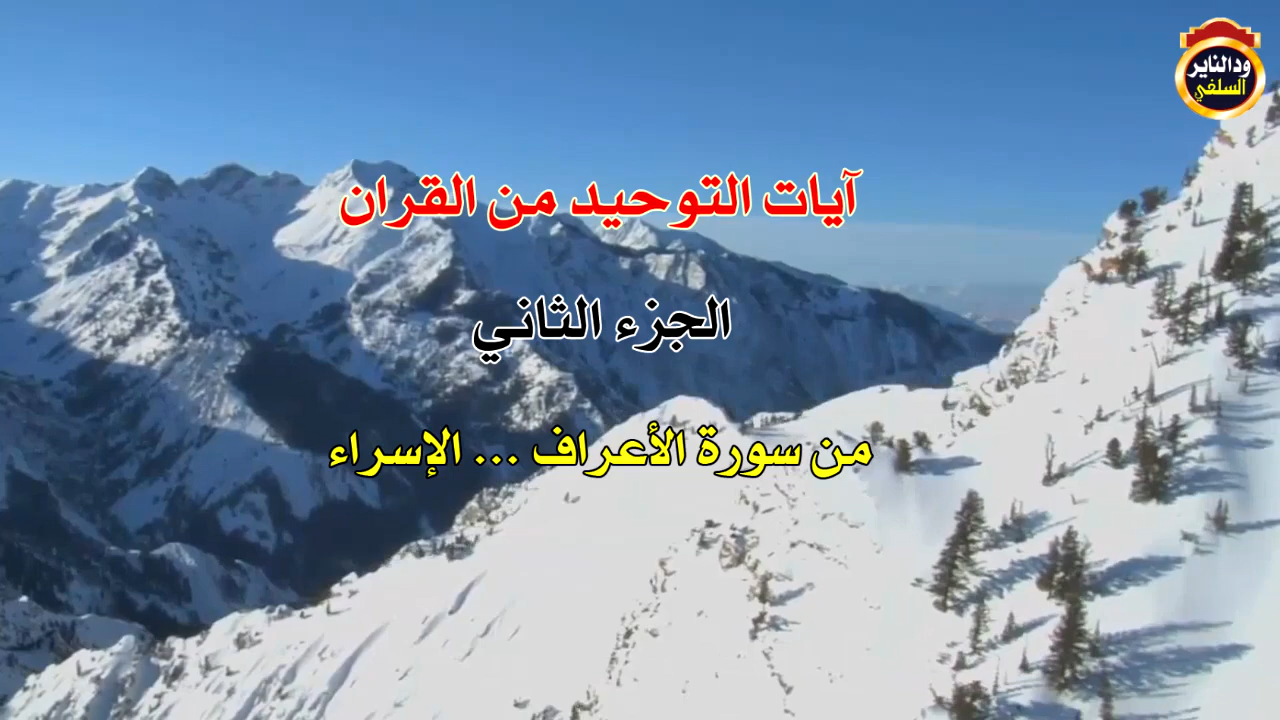 ودالناير
السلفي
آيات التوحيد من القران
الجزء الثاني
من سورة الأعراف ... الإسراء